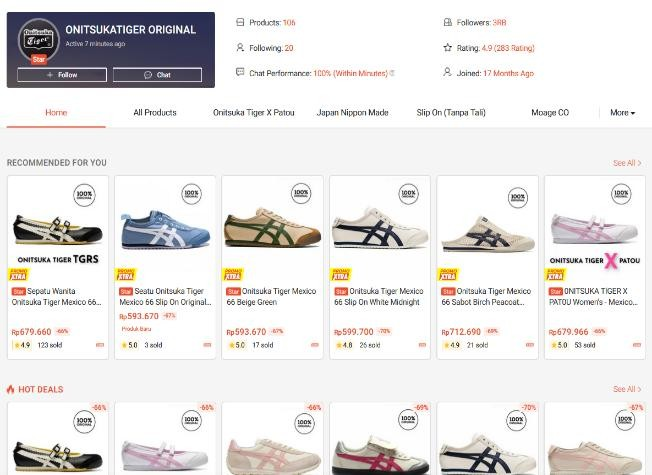 ONITSUKATIGER ORIGINAL
Active 7 minutes ago
Onitsuka
Tiger
Star
+ Follow
Chat
Products: 106
Followers: 3RB
Following: 20
Rating: 4.9 (283 Rating)
Chat Performance: 100% (Within Minutes)
Joined: 17 Months Ago
Home
All Products
Onitsuka Tiger X Patou
Japan Nippon Made
Slip On (Tanpa Tali)
Moage CO
More
RECOMMENDED FOR YOU
See All >
100%
ORIGINAL
ONITSUKA TIGER TGRS
PROMO
XTRA
Star Sepatu Wanita
Onitsuka Tiger Mexico 66...
Rp679.660 -66%
4.9 123 sold
100%
ORIGINAL
PROMO
XTRA
Star Seatu Onitsuka Tiger
Mexico 66 Slip On Original...
Rp593.670 -67%
Produk Baru
5.0 3 sold
100%
ORIGINAL
PROMO
XTRA
Star Onitsuka Tiger Mexico
66 Beige Green
Rp593.670 -67%
5.0 17 sold
100%
ORIGINAL
PROMO
XTRA
Star Onitsuka Tiger Mexico
66 Slip On White Midnight
Rp599.700 -70%
4.8 26 sold
100%
ORIGINAL
PROMO
XTRA
Star Onitsuka Tiger Mexico
66 Sabot Birch Peacoat...
Rp712.690 -69%
4.9 21 sold
100%
ORIGINAL
ONITSUKA TIGER X PATOU
PROMO
XTRA
Star ONITSUKA TIGER X
PATOU Women's - Mexico...
Rp679.966 -66%
5.0 53 sold
HOT DEALS
See All >
-66%
100%
ORIGINAL
-66%
100%
ORIGINAL
-66%
100%
ORIGINAL
-69%
100%
ORIGINAL
-70%
100%
ORIGINAL
-67%
100%
ORIGINAL